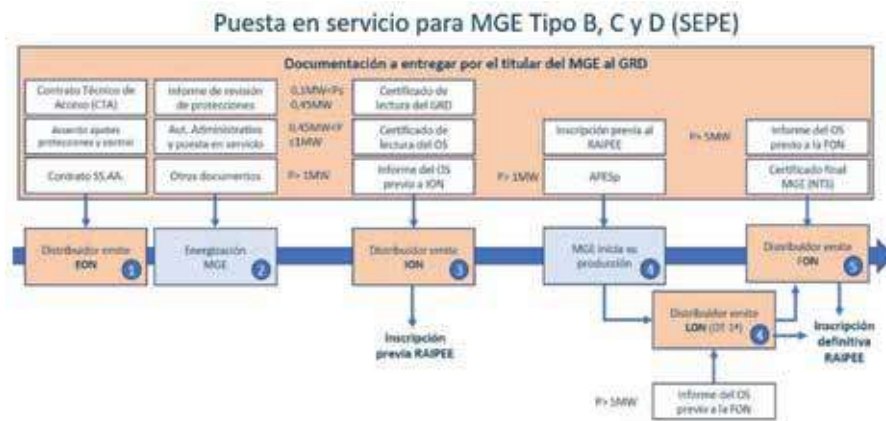 Puesta en servicio para MGE Tipo B, C y D (SEPE)
Documentación a entregar por el titular del MGE al GRD
Contrato Técnico de
Acceso (CTA)
Informe de revisión
de protecciones
0,1MW<P≤
0,45MW
Certificado de
lectura del GRD
Acuerdo ajustes
protecciones y control
Aut. Administrativa
y puesta en servicio
0,45MW<P
≤1MW
Certificado de
lectura del OS
Inscripción previa al
RAIPEE
P> 5MW
Informe del OS
previo a la FON
Contrato SS.AA.
Otros documentos
P> 1MW
Informe del OS
previo a ION
P> 1MW
APESp
Certificado final
MGE (NTS)
Distribuidor emite
EON
1
Energización
MGE
2
Distribuidor emite
ION
3
MGE inicia su
producción
4
Distribuidor emite
FON
5
Inscripción
previa RAIPEE
Distribuidor emite
LON
Inscripción
definitiva
RAIPEE
P> 5MW
Informe del OS
previo a la FON